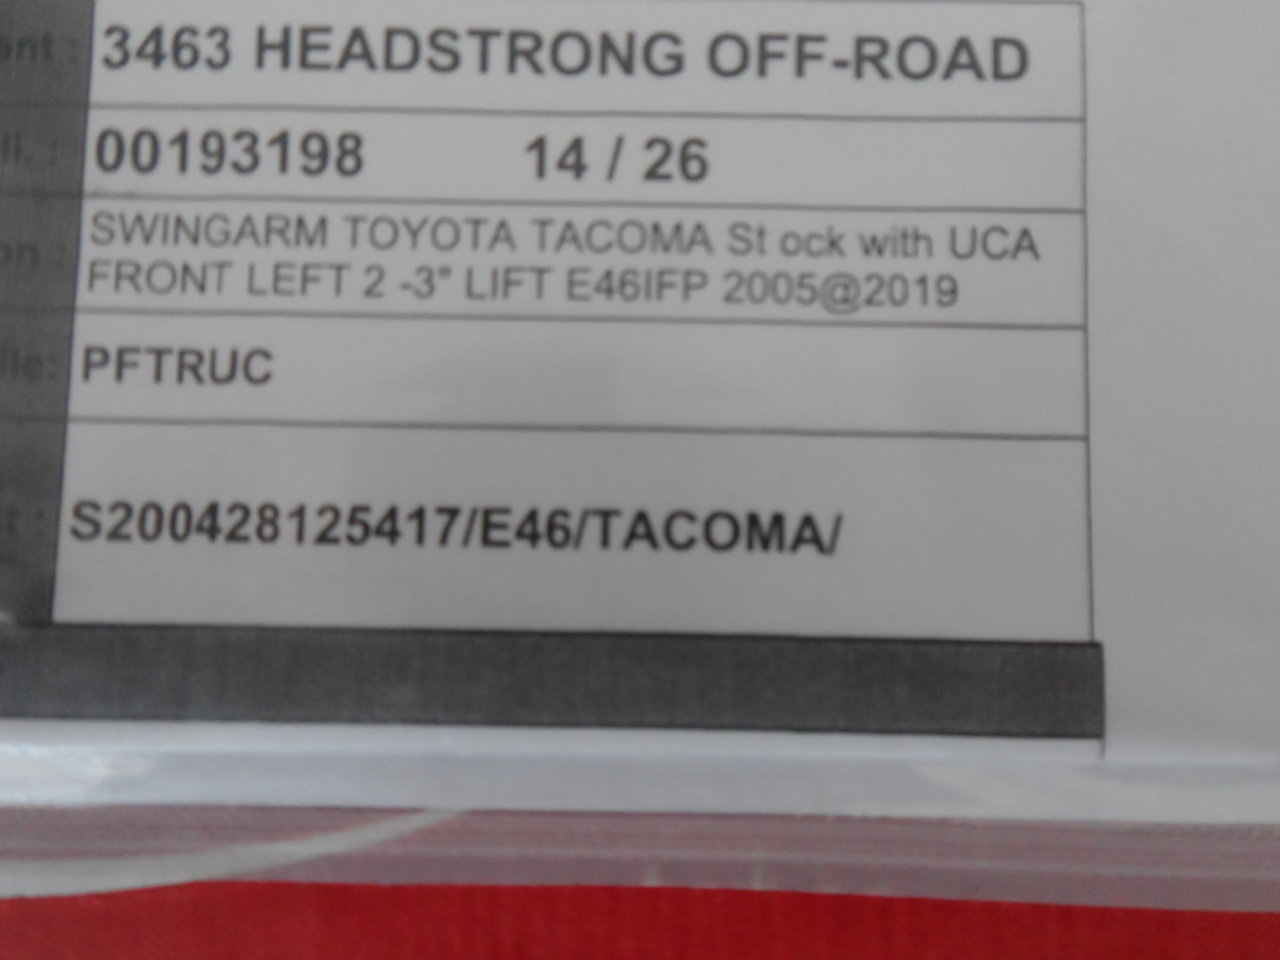 3463 HEADSTRONG OFF-ROAD
00193198 14 / 26
SWINGARM TOYOTA TACOMA St ock with UCA
FRONT LEFT 2 -3" LIFT E46IFP 2005@2019
PFTRUC
S200428125417/E46/TACOMA/